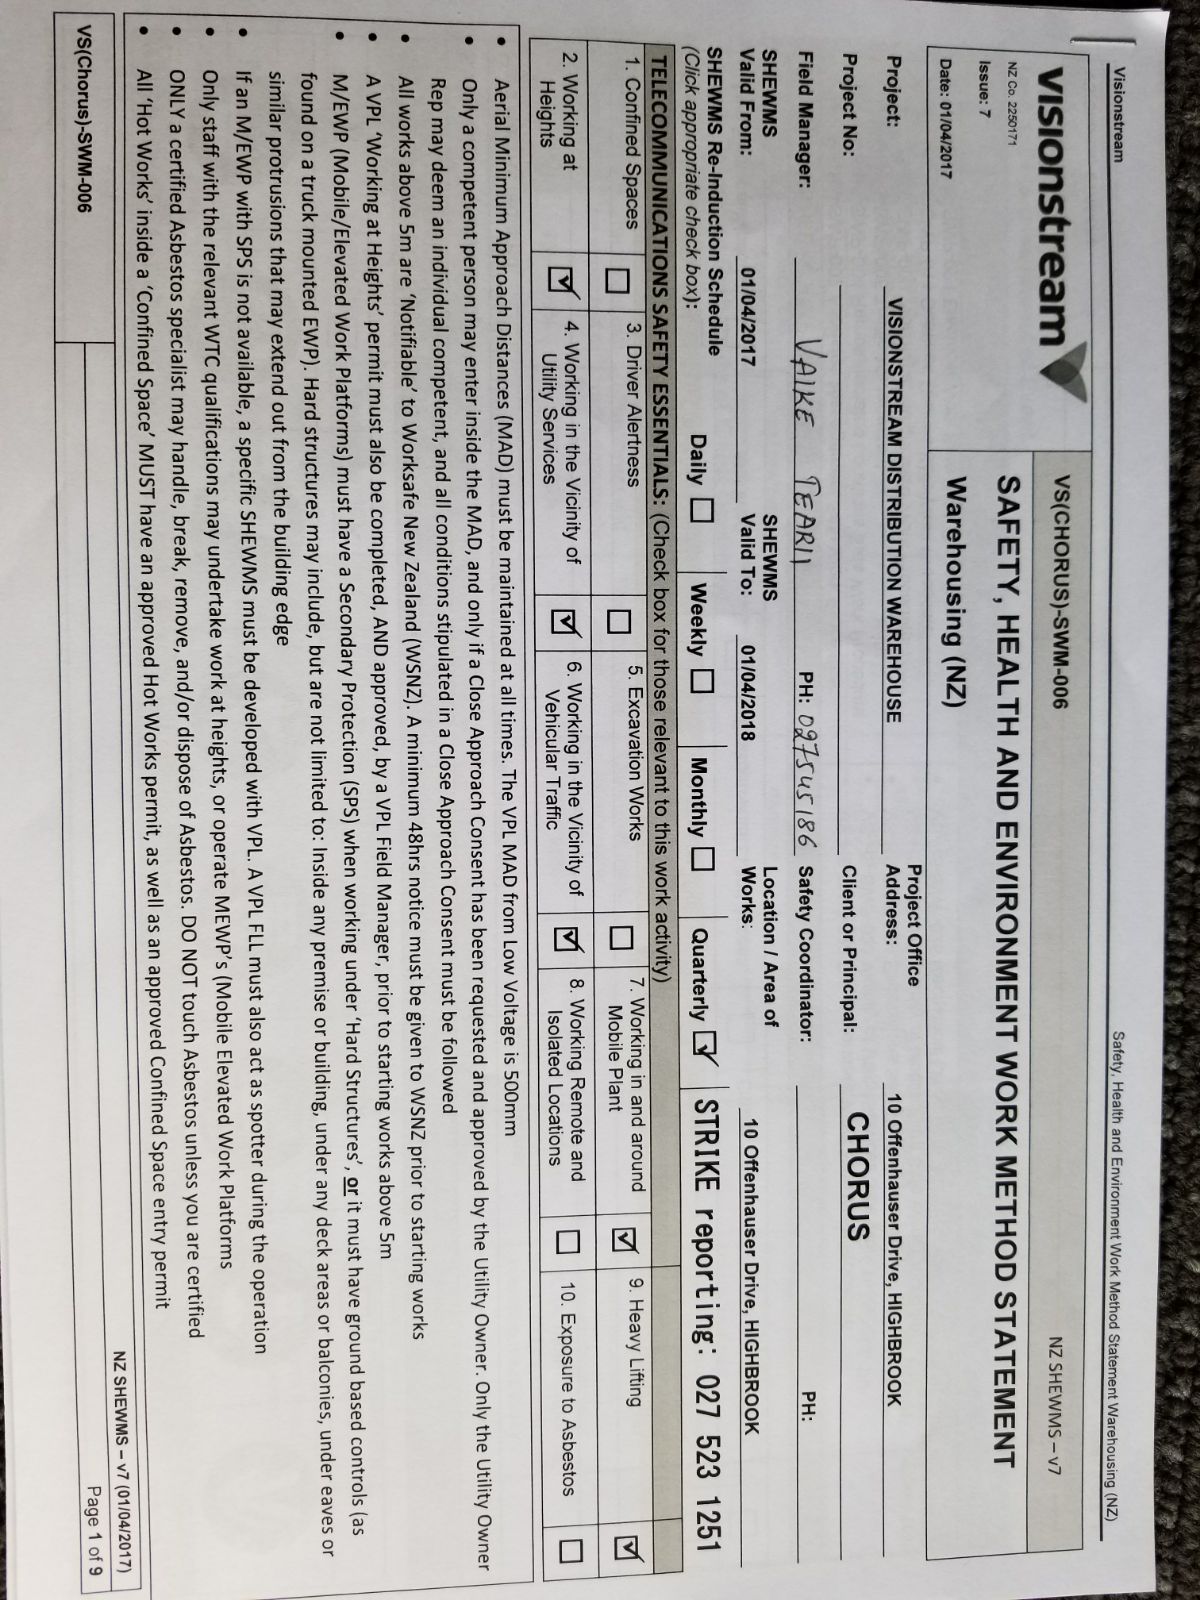 Visionstream
Safety, Health and Environment Work Method Statement Warehousing (NZ)
visionstream
NZ Co. 2250171
Issue: 7
Date: 01/04/2017
VS(CHORUS)-SWM-006
NZ SHEWMS – v7
SAFETY, HEALTH AND ENVIRONMENT WORK METHOD STATEMENT
Warehousing (NZ)
Project:
VISIONSTREAM DISTRIBUTION WAREHOUSE
Project Office
Address:
10 Offenhauser Drive, HIGHBROOK
Project No:
Client or Principal:
CHORUS
Field Manager:
VAIKE TEARII
PH: 0297545186
Safety Coordinator:
PH:
SHEWMS
Valid From:
01/04/2017
SHEWMS
Valid To:
01/04/2018
Location / Area of
Works:
10 Offenhauser Drive, HIGHBROOK
SHEWMS Re-Induction Schedule
(Click appropriate check box):
Daily ☐
Weekly ☐
Monthly ☐
Quarterly ☑
STRIKE reporting: 027 523 1251
TELECOMMUNICATIONS SAFETY ESSENTIALS: (Check box for those relevant to this work activity)
1. Confined Spaces ☐
3. Driver Alertness ☐
5. Excavation Works ☐
7. Working in and around
Mobile Plant ☑
9. Heavy Lifting ☑
2. Working at
Heights ☑
4. Working in the Vicinity of
Utility Services ☑
6. Working in the Vicinity of
Vehicular Traffic ☑
8. Working Remote and
Isolated Locations ☐
10. Exposure to Asbestos ☐
• Aerial Minimum Approach Distances (MAD) must be maintained at all times. The VPL MAD from Low Voltage is 500mm
• Only a competent person may enter inside the MAD, and only if a Close Approach Consent has been requested and approved by the Utility Owner. Only the Utility Owner
Rep may deem an individual competent, and all conditions stipulated in a Close Approach Consent must be followed
• All works above 5m are 'Notifiable' to Worksafe New Zealand (WSNZ). A minimum 48hrs notice must be given to WSNZ prior to starting works
• A VPL 'Working at Heights' permit must also be completed, AND approved, by a VPL Field Manager, prior to starting works above 5m
• M/EWP (Mobile/Elevated Work Platforms) must have a Secondary Protection (SPS) when working under 'Hard Structures', or it must have ground based controls (as
found on a truck mounted EWP). Hard structures may include, but are not limited to: Inside any premise or building, under any deck areas or balconies, under eaves or
similar protrusions that may extend out from the building edge
• If an M/EWP with SPS is not available, a specific SHEWMS must be developed with VPL. A VPL FLL must also act as spotter during the operation
• Only staff with the relevant WTC qualifications may undertake work at heights, or operate MEWP's (Mobile Elevated Work Platforms
• ONLY a certified Asbestos specialist may handle, break, remove, and/or dispose of Asbestos. DO NOT touch Asbestos unless you are certified
• All 'Hot Works' inside a 'Confined Space' MUST have an approved Hot Works permit, as well as an approved Confined Space entry permit
NZ SHEWMS – v7 (01/04/2017)
VS(Chorus)-SWM-006
Page 1 of 9